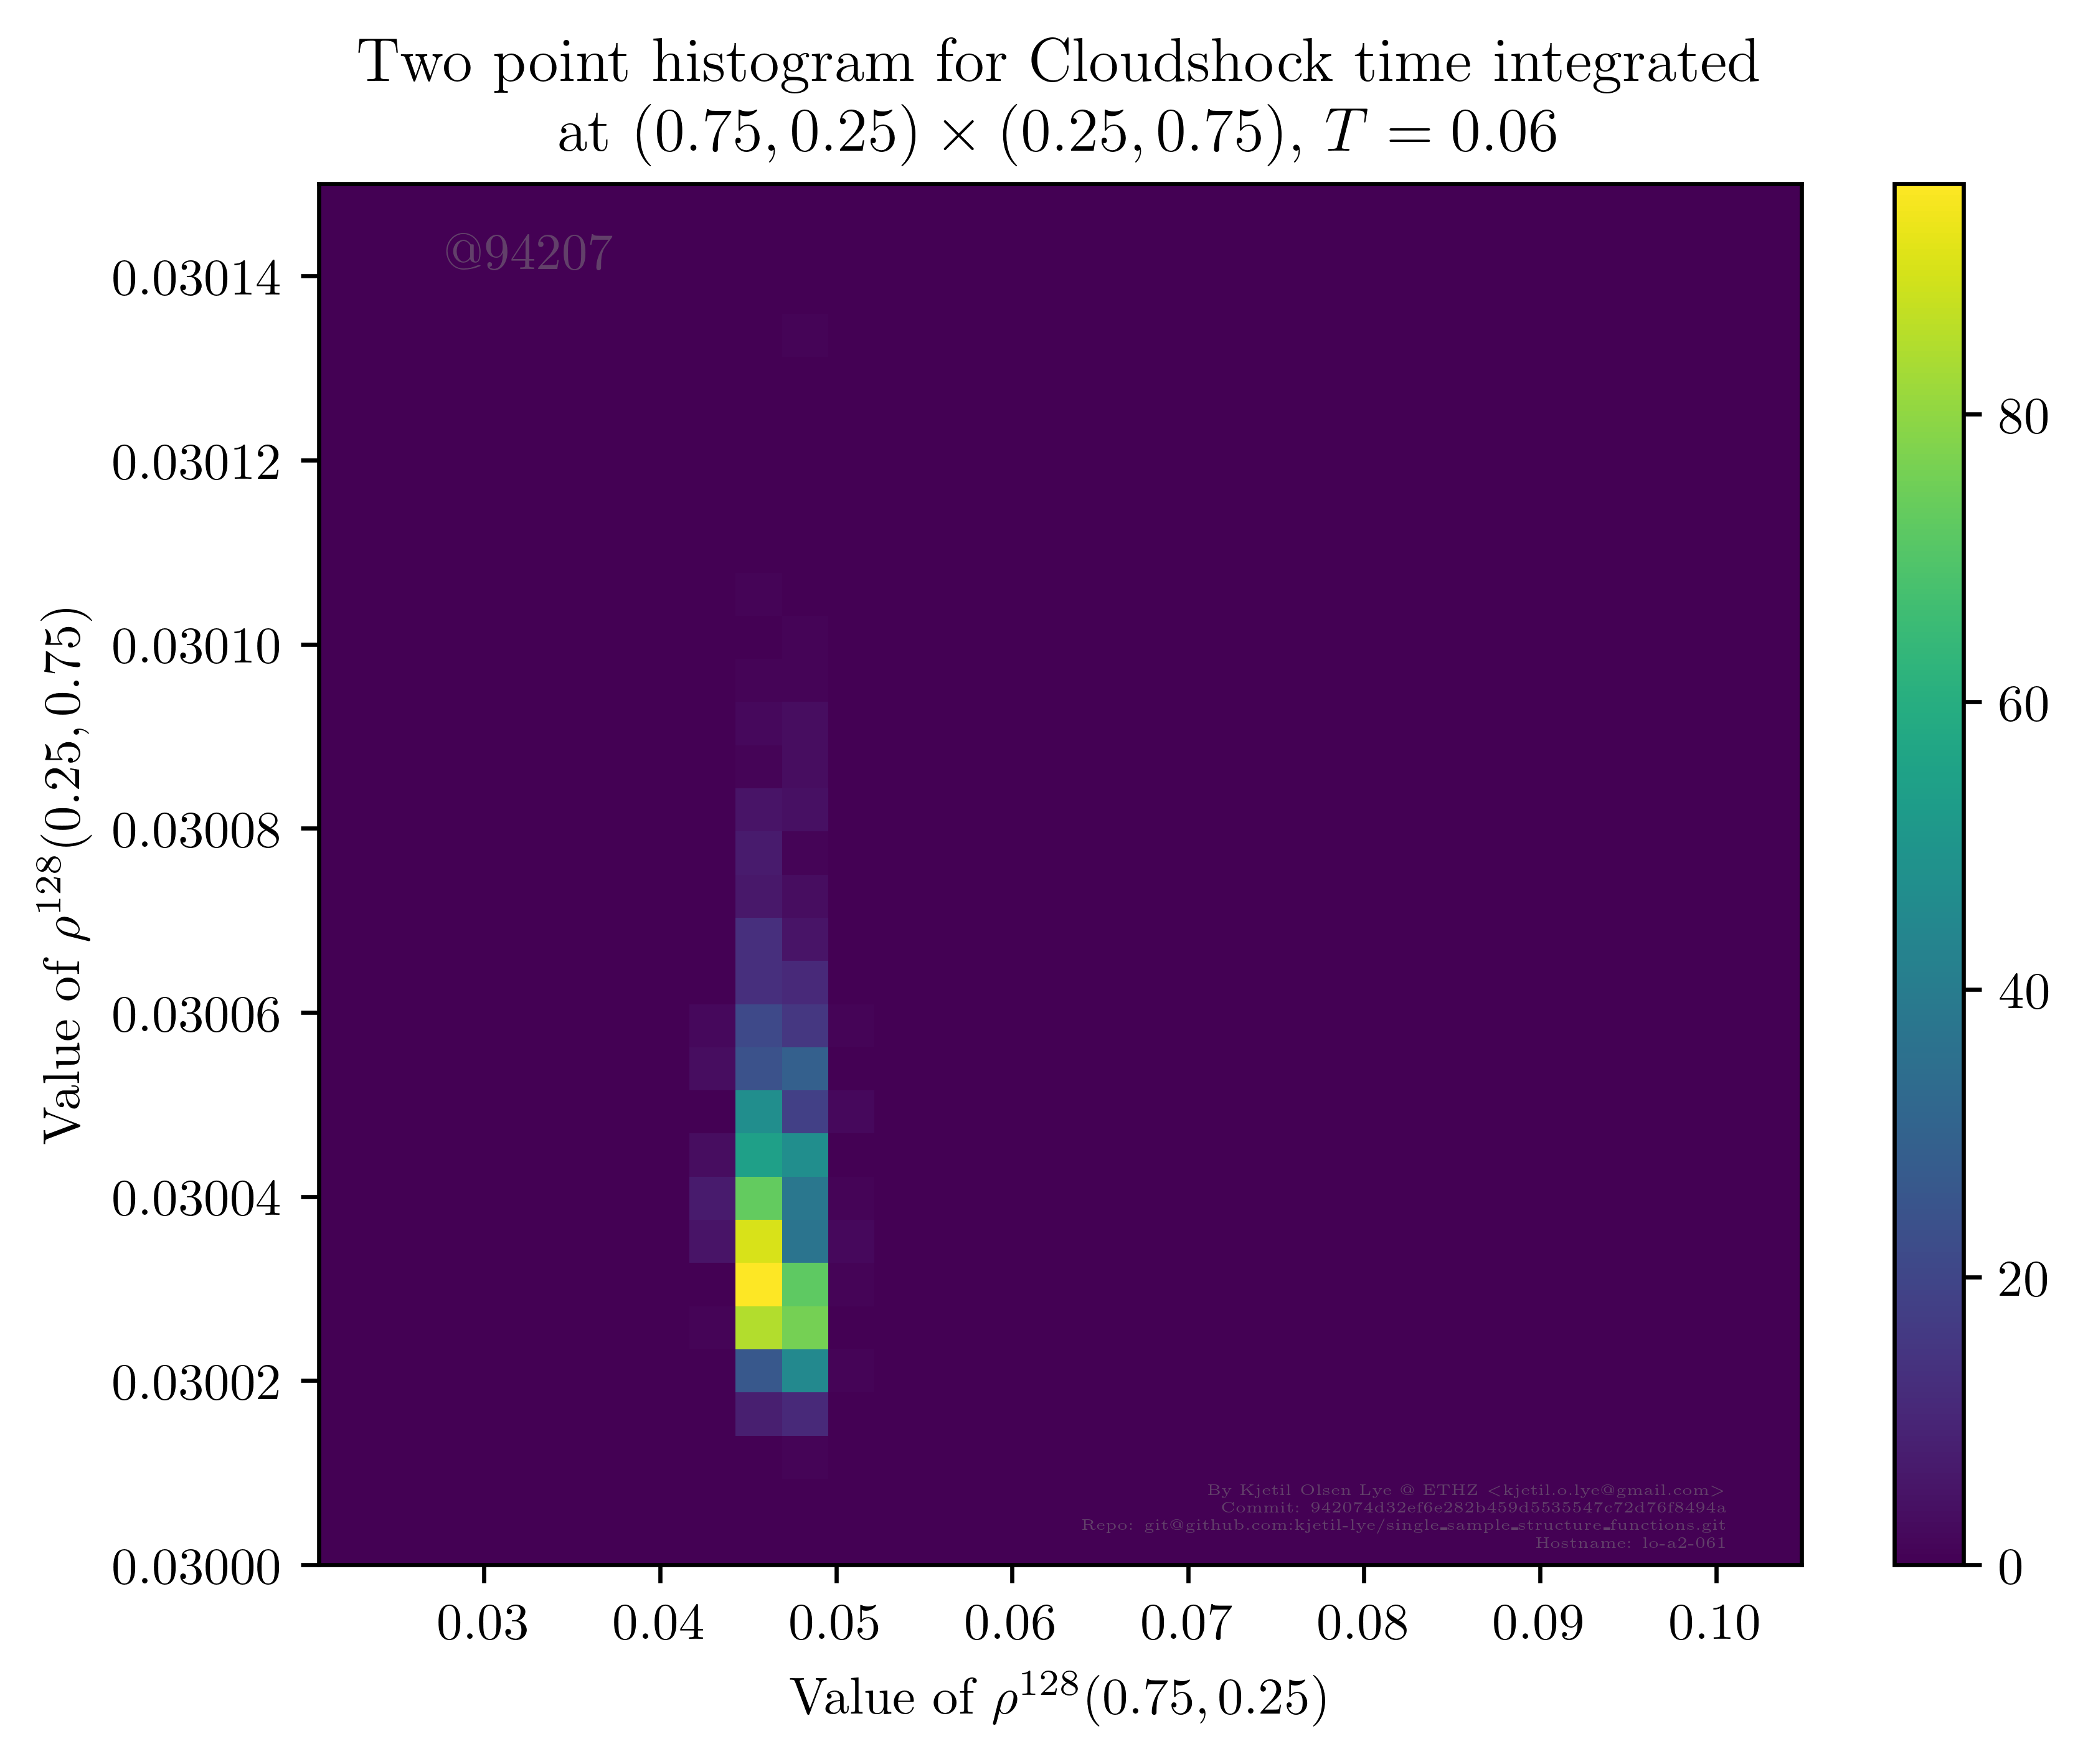 Two point histogram for Cloudshock time integrated
at (0.75, 0.25) × (0.25, 0.75), T = 0.06
@94207
0.03014
0.03012
0.03010
0.03008
0.03006
0.03004
0.03002
0.03000
Value of ρ^128(0.25, 0.75)
80
60
40
20
0
By Kjetil Olsen Lye @ ETHZ <kjetil.o.lye@gmail.com>
Commit: 942074d32ef6e282b459d5535547c72d76f8494a
Repo: git@github.com:kjetil-lye/single_sample_structure_functions.git
Hostname: lo-a2-061
0.03 0.04 0.05 0.06 0.07 0.08 0.09 0.10
Value of ρ^128(0.75, 0.25)